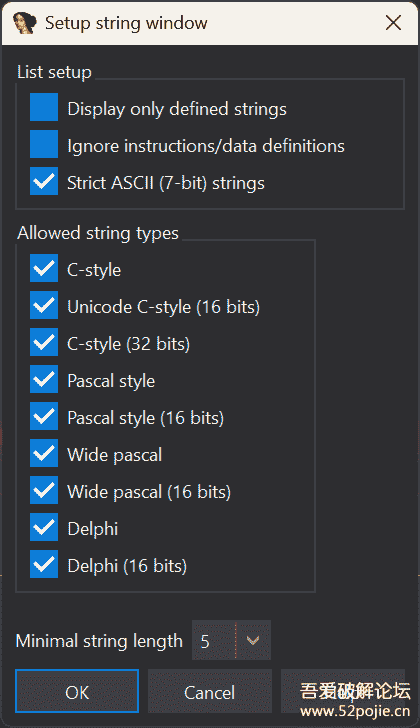 Setup string window
List setup
Display only defined strings
Ignore instructions/data definitions
Strict ASCII (7-bit) strings
Allowed string types
C-style
Unicode C-style (16 bits)
C-style (32 bits)
Pascal style
Pascal style (16 bits)
Wide pascal
Wide pascal (16 bits)
Delphi
Delphi (16 bits)
Minimal string length 5
OK Cancel
吾爱破解论坛
www.52pojie.cn